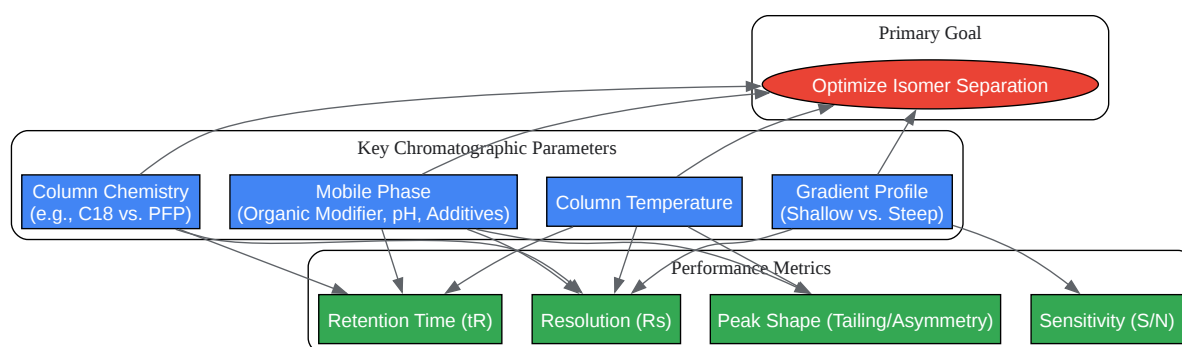 Primary Goal
Optimize Isomer Separation
Key Chromatographic Parameters
Column Chemistry
(e.g., C18 vs. PFP)
Mobile Phase
(Organic Modifier, pH, Additives)
Column Temperature
Gradient Profile
(Shallow vs. Steep)
Performance Metrics
Retention Time (tR)
Resolution (Rs)
Peak Shape (Tailing/Asymmetry)
Sensitivity (S/N)